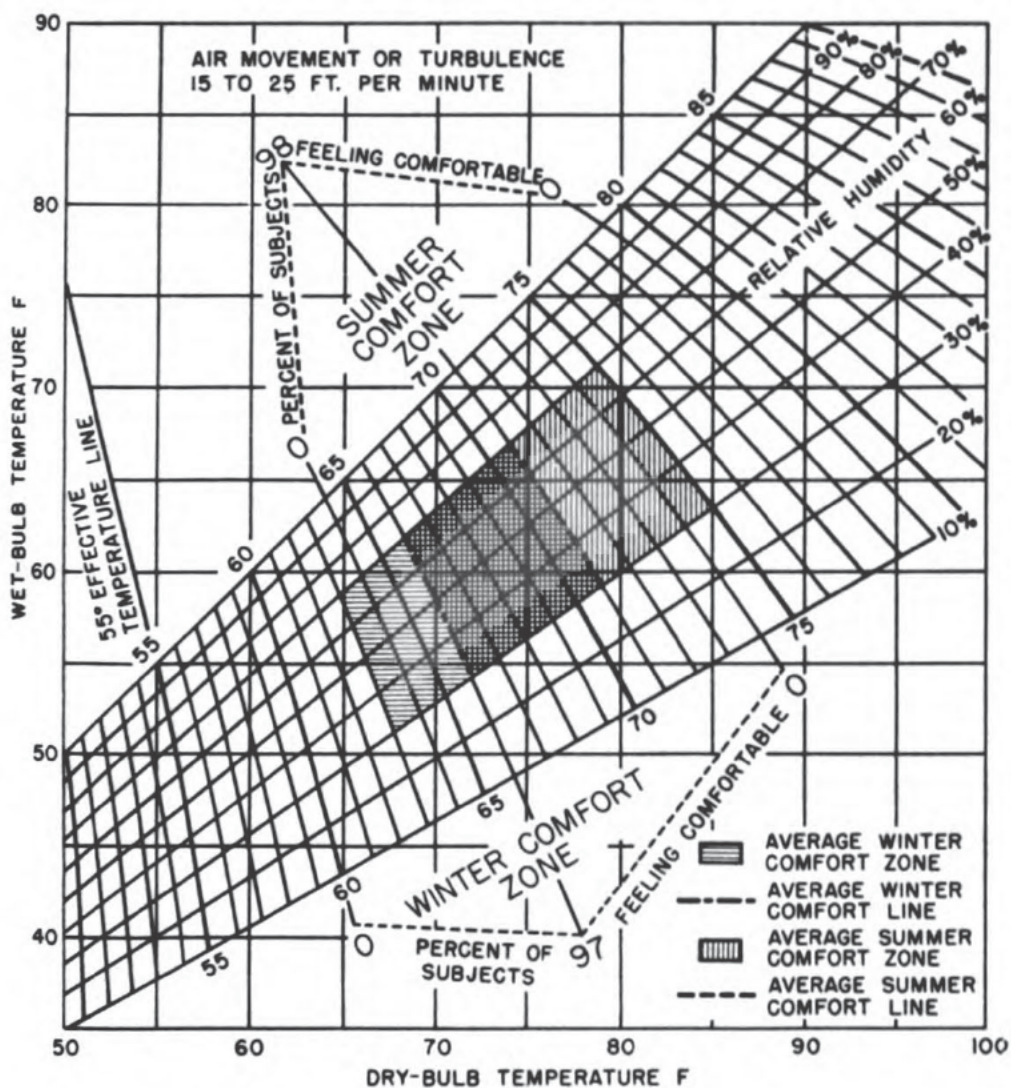 90
80
70
60
50
40
WET-BULB TEMPERATURE F
AIR MOVEMENT OR TURBULENCE
15 TO 25 FT. PER MINUTE
98
FEELING COMFORTABLE
0
PERCENT OF SUBJECTS
0
SUMMER
COMFORT
ZONE
55° EFFECTIVE
TEMPERATURE LINE
55
60
65
70
75
80
85
90%
80%
70%
60%
50%
40%
30%
20%
10%
RELATIVE HUMIDITY
55
60
65
70
75
WINTER COMFORT
ZONE
0
PERCENT OF
SUBJECTS
97
FEELING COMFORTABLE
0
AVERAGE WINTER
COMFORT ZONE
AVERAGE WINTER
COMFORT LINE
AVERAGE SUMMER
COMFORT ZONE
AVERAGE SUMMER
COMFORT LINE
50
60
70
80
90
100
DRY-BULB TEMPERATURE F